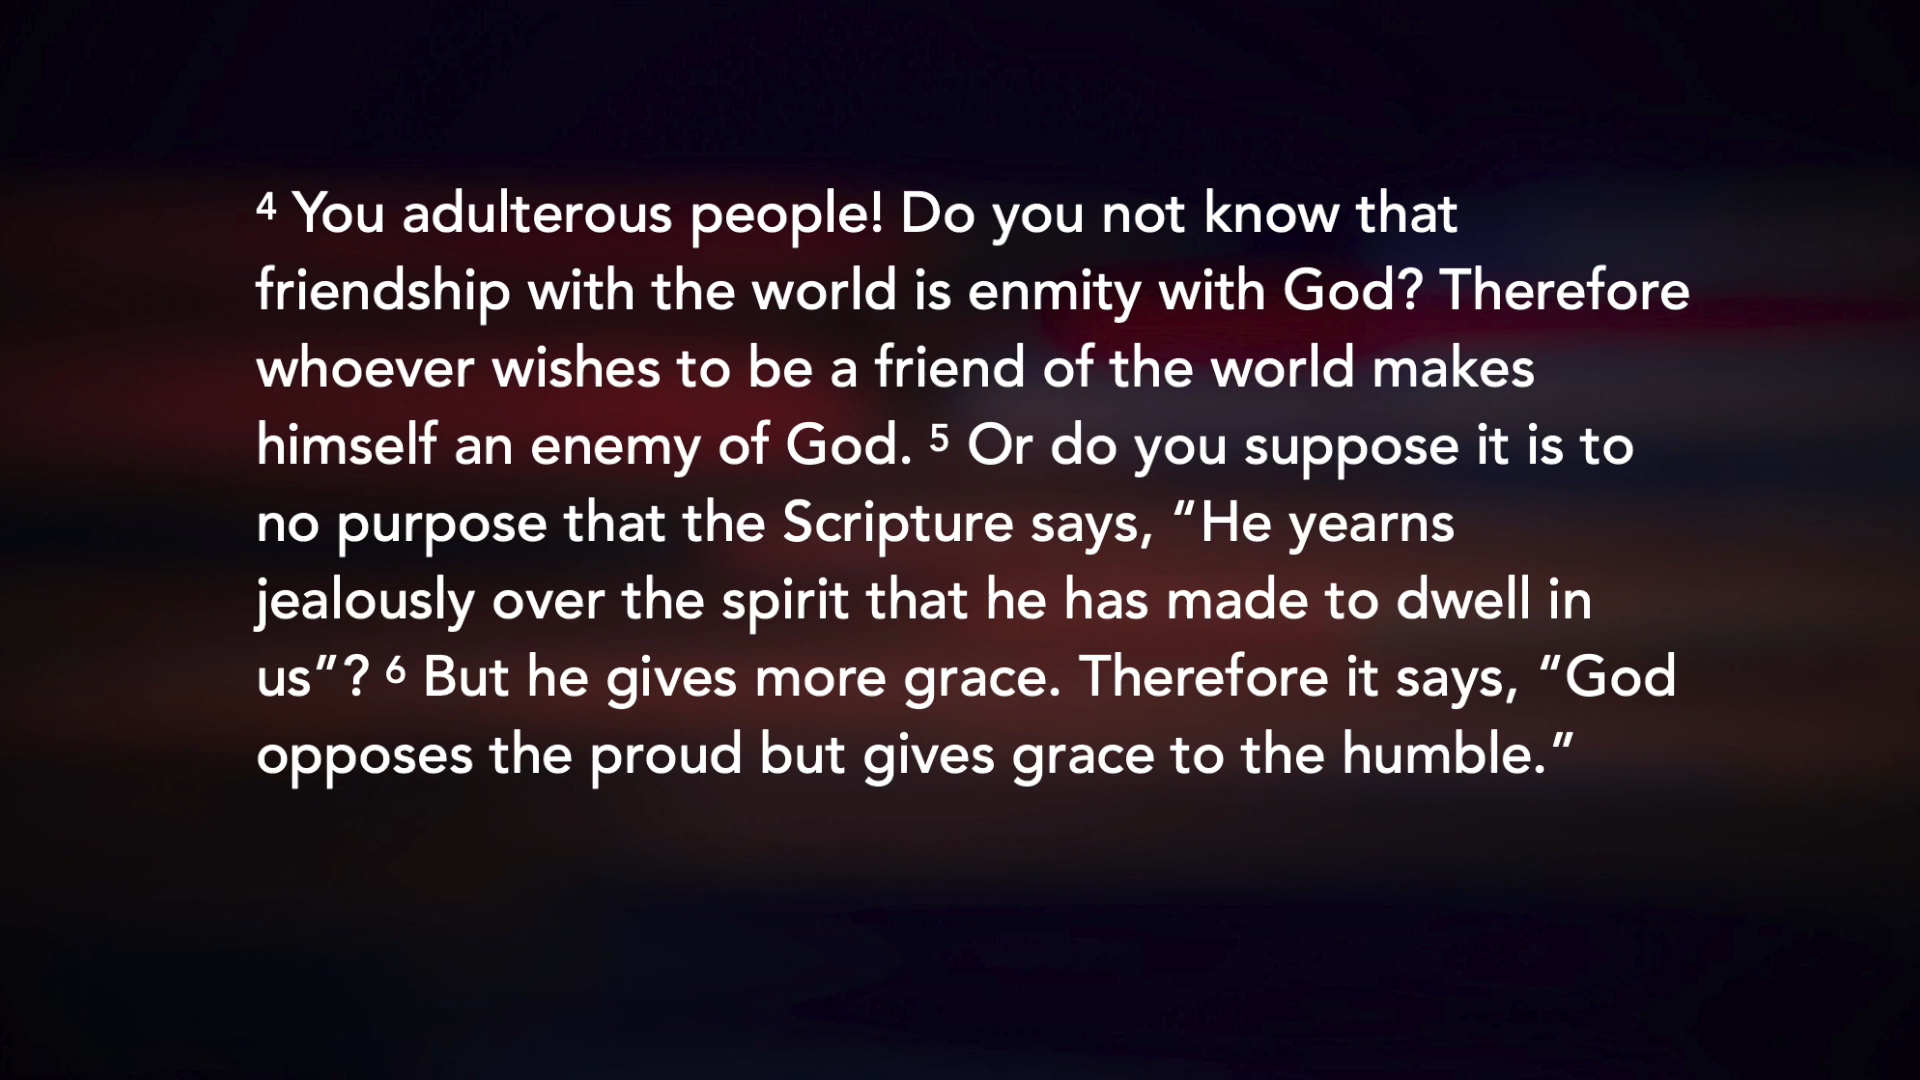 4 You adulterous people! Do you not know that
friendship with the world is enmity with God? Therefore
whoever wishes to be a friend of the world makes
himself an enemy of God. 5 Or do you suppose it is to
no purpose that the Scripture says, “He yearns
jealously over the spirit that he has made to dwell in
us”? 6 But he gives more grace. Therefore it says, “God
opposes the proud but gives grace to the humble.”